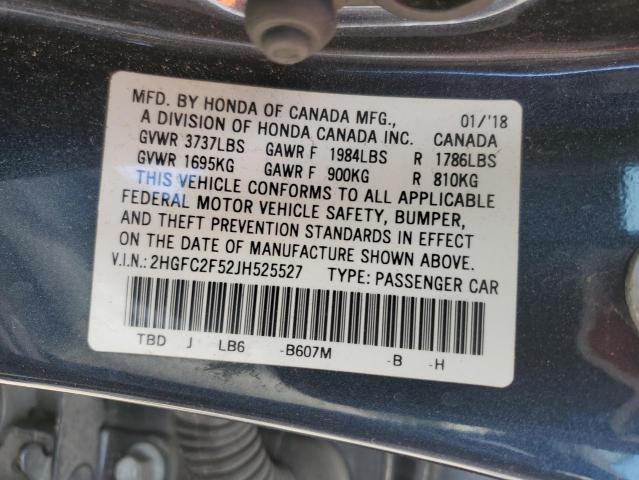 MFD. BY HONDA OF CANADA MFG., 01/'18
A DIVISION OF HONDA CANADA INC. CANADA
GVWR 3737LBS GAWR F 1984LBS R 1786LBS
GVWR 1695KG GAWR F 900KG R 810KG
THIS VEHICLE CONFORMS TO ALL APPLICABLE
FEDERAL MOTOR VEHICLE SAFETY, BUMPER,
AND THEFT PREVENTION STANDARDS IN EFFECT
ON THE DATE OF MANUFACTURE SHOWN ABOVE.
V.I.N.:2HGFC2F52JH525527 TYPE: PASSENGER CAR
TBD J LB6 -B607M -B -H